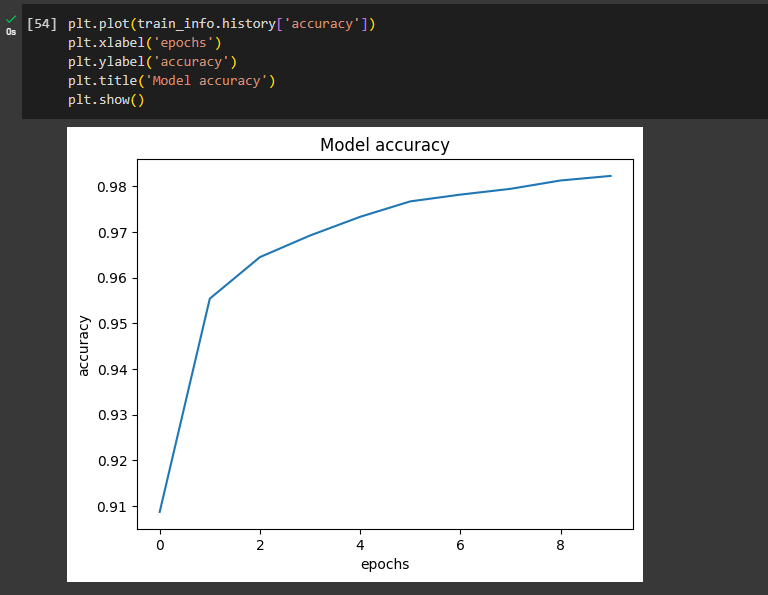 [54] plt.plot(train_info.history['accuracy'])
0s
plt.xlabel('epochs')
plt.ylabel('accuracy')
plt.title('Model accuracy')
plt.show()
Model accuracy
0.98
0.97
0.96
0.95
0.94
0.93
0.92
0.91
accuracy
0 2 4 6 8
epochs